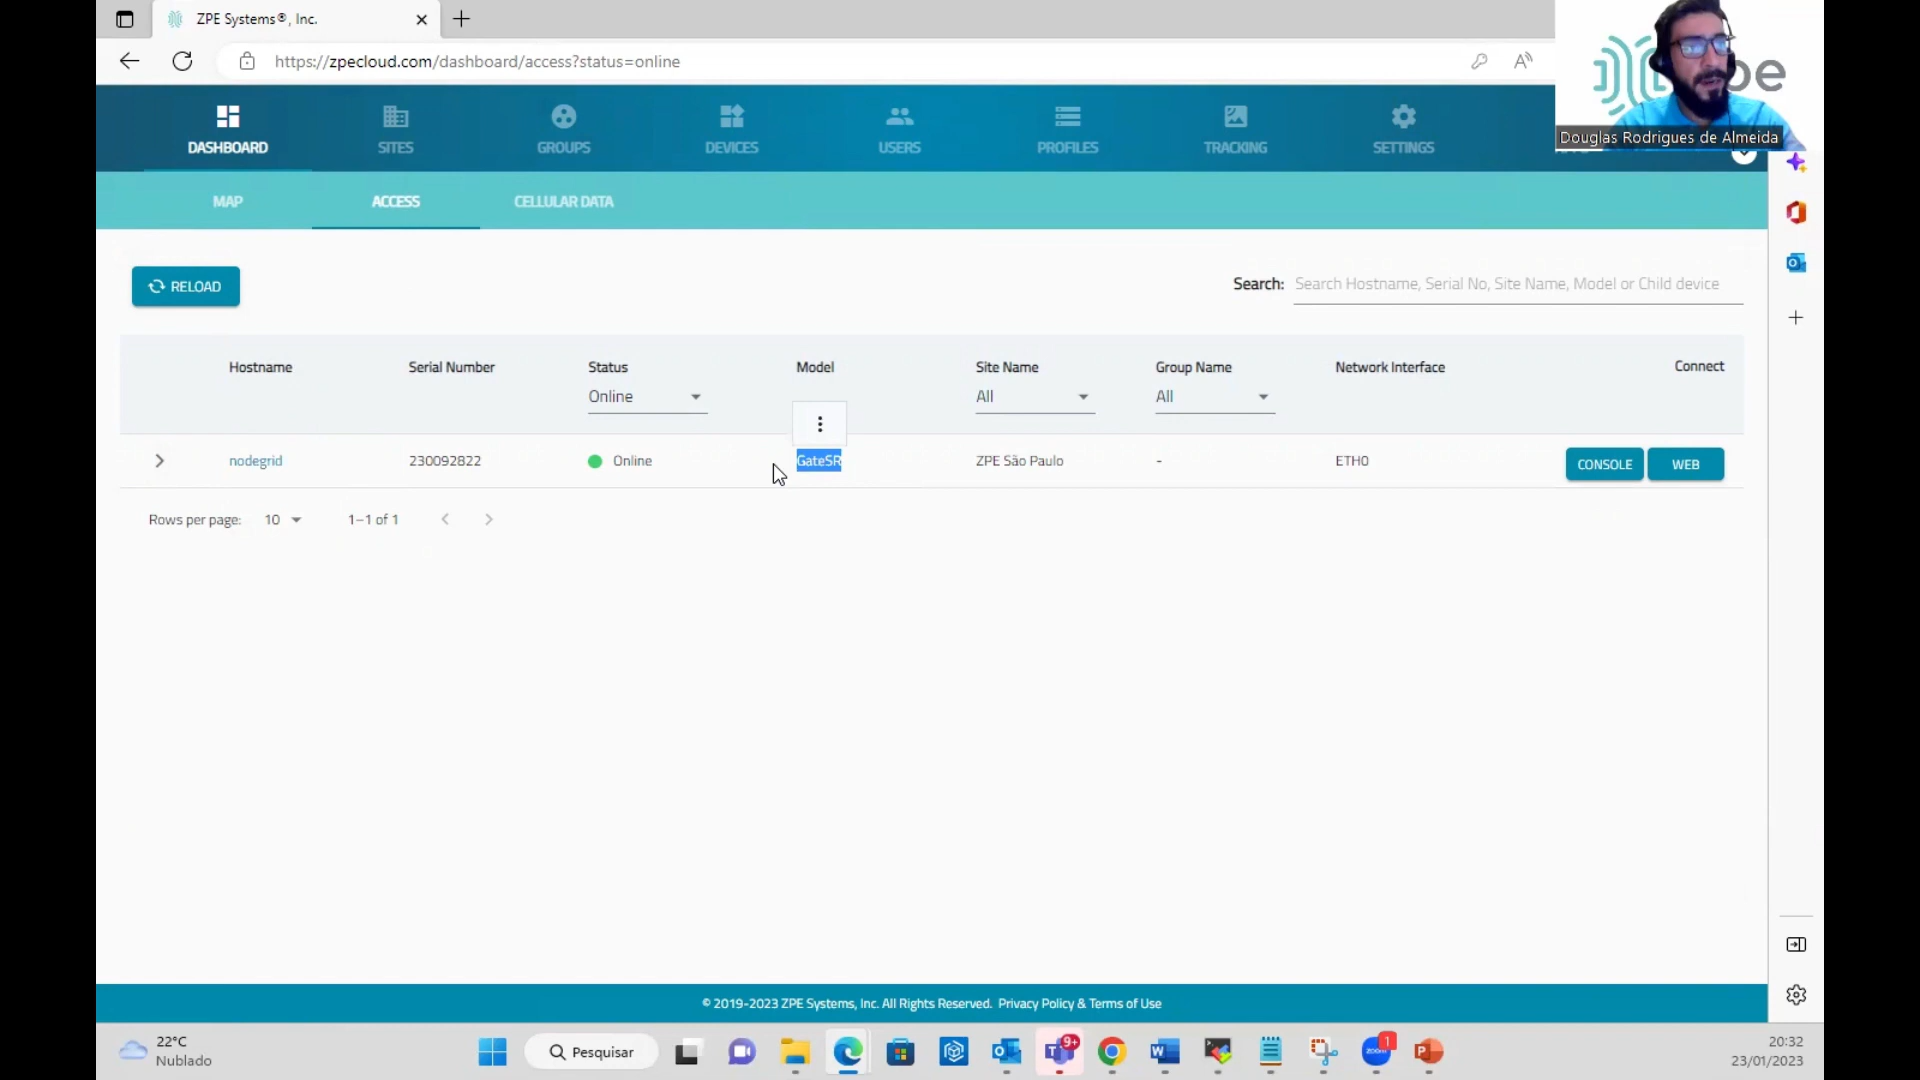 ZPE Systems®, Inc.
https://zpecloud.com/dashboard/access?status=online
pe
Douglas Rodrigues de Almeida
DASHBOARD SITES GROUPS DEVICES USERS PROFILES TRACKING SETTINGS
MAP ACCESS CELLULAR DATA
RELOAD
Search: Search Hostname, Serial No, Site Name, Model or Child device
Hostname Serial Number Status Model Site Name Group Name Network Interface Connect
Online All All
nodegrid 230092822 Online GateSR ZPE São Paulo - ETH0 CONSOLE WEB
Rows per page: 10 1–1 of 1
© 2019-2023 ZPE Systems, Inc. All Rights Reserved. Privacy Policy & Terms of Use
22°C
Nublado
Pesquisar
9+
zoom
1
20:32
23/01/2023